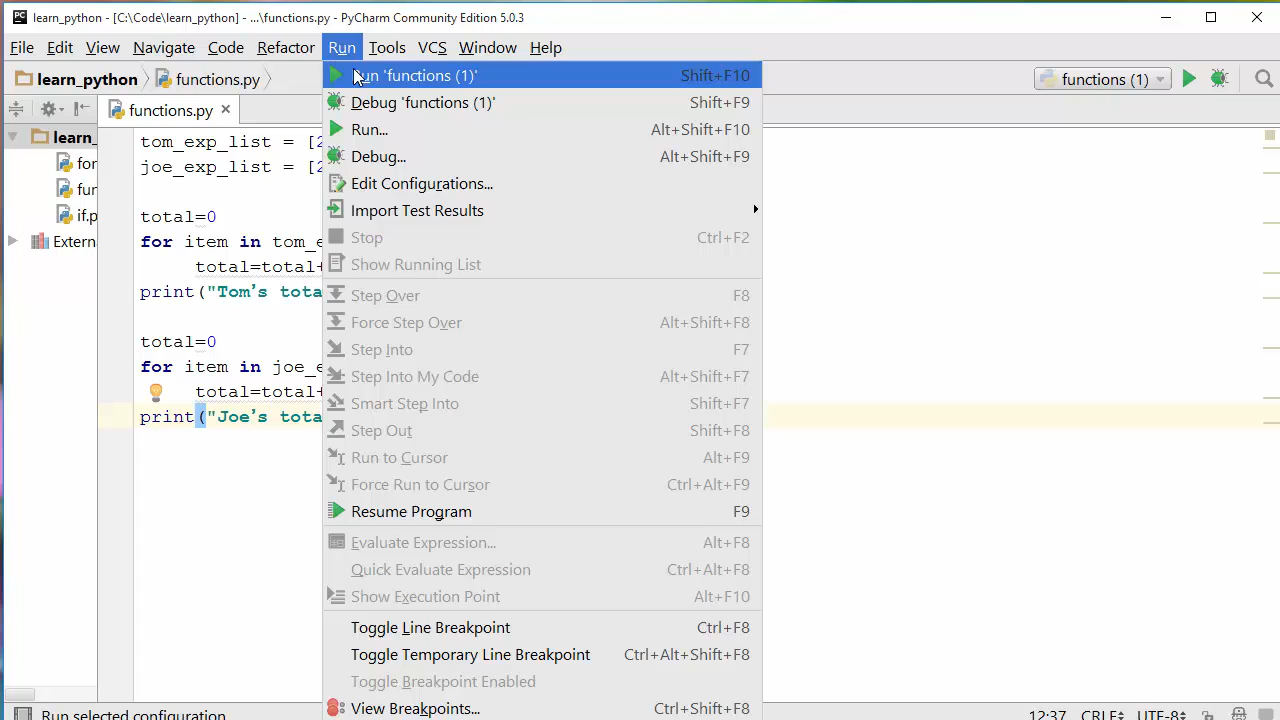 learn_python - [C:\Code\learn_python] - ...\functions.py - PyCharm Community Edition 5.0.3
File Edit View Navigate Code Refactor Run Tools VCS Window Help
learn_python functions.py functions (1)
functions.py
learn_
for
fun
if.p
Extern
tom_exp_list = [2
joe_exp_list = [2
total=0
for item in tom_e
total=total+
print("Tom's tota
total=0
for item in joe_e
total=total+
print("Joe's tota
'functions (1)' Shift+F10
Debug 'functions (1)' Shift+F9
Run... Alt+Shift+F10
Debug... Alt+Shift+F9
Edit Configurations...
Import Test Results
Stop Ctrl+F2
Show Running List
Step Over F8
Force Step Over Alt+Shift+F8
Step Into F7
Step Into My Code Alt+Shift+F7
Smart Step Into Shift+F7
Step Out Shift+F8
Run to Cursor Alt+F9
Force Run to Cursor Ctrl+Alt+F9
Resume Program F9
Evaluate Expression... Alt+F8
Quick Evaluate Expression Ctrl+Alt+F8
Show Execution Point Alt+F10
Toggle Line Breakpoint Ctrl+F8
Toggle Temporary Line Breakpoint Ctrl+Alt+Shift+F8
Toggle Breakpoint Enabled
View Breakpoints... Ctrl+Shift+F8
Run selected configuration 12:37 CRLF UTF-8